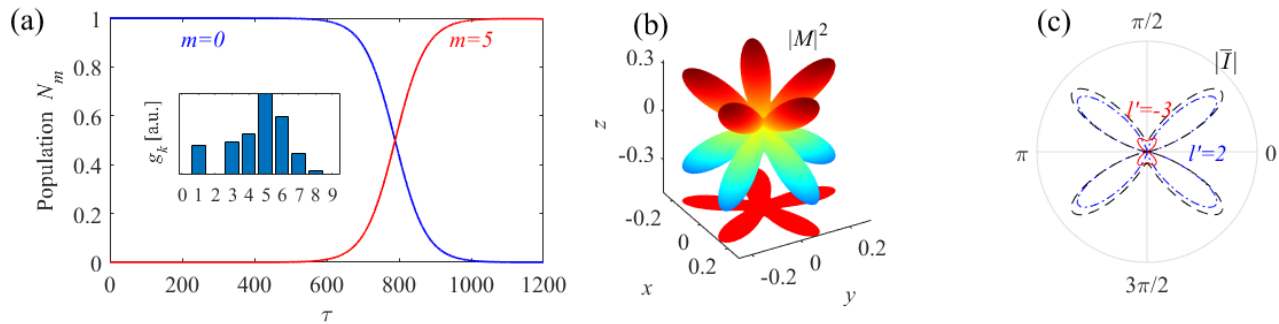 (a)
Population N_m
1
0.8
0.6
0.4
0.2
0
m=0
m=5
g_k [a.u.]
0 1 2 3 4 5 6 7 8 9
0 200 400 600 800 1000 1200
τ
(b)
|M|²
0.3
0
-0.3
z
-0.2
0
0.2
x
-0.2
0
0.2
y
(c)
π/2
|Ī|
l'=-3
π
l'=2
0
3π/2